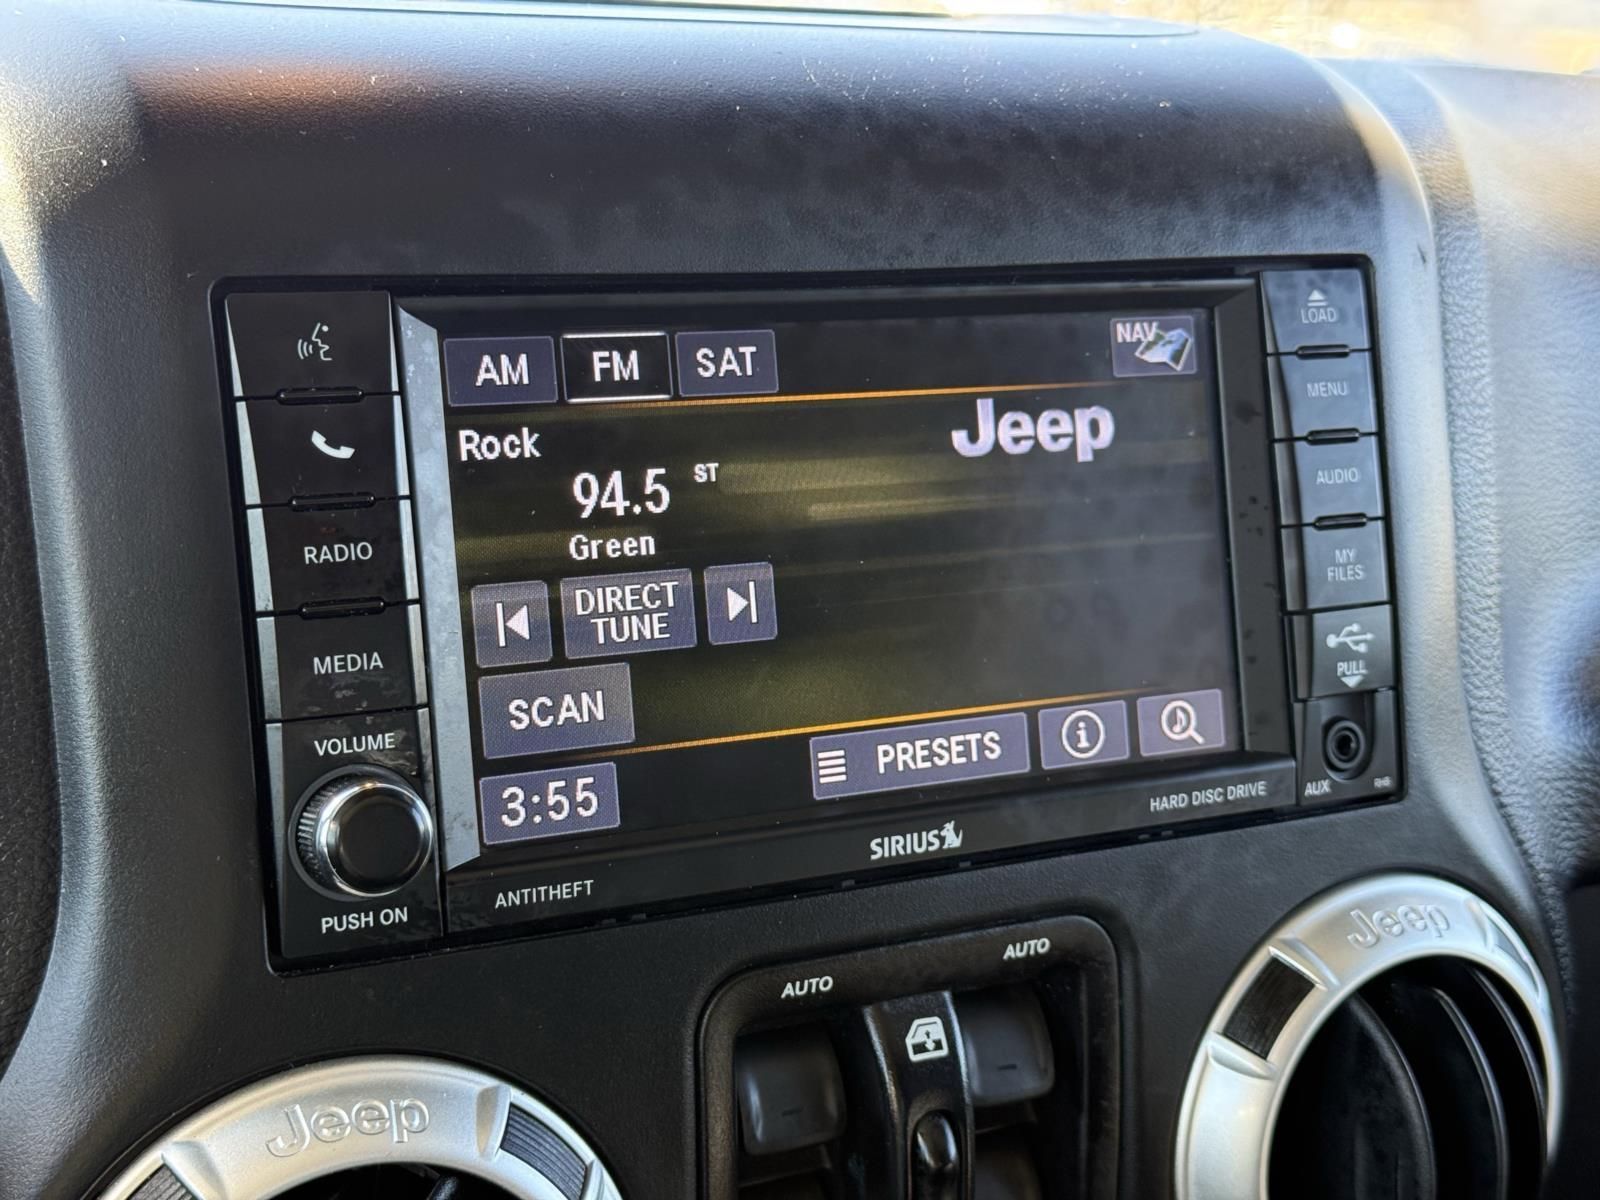 AM FM SAT NAV
Rock
Jeep
94.5 ST
Green
DIRECT
TUNE
SCAN
3:55
PRESETS
RADIO
MEDIA
VOLUME
PUSH ON
LOAD
MENU
AUDIO
MY
FILES
PULL
AUX
RHB
HARD DISC DRIVE
SIRIUS
ANTITHEFT
AUTO
AUTO
Jeep
Jeep